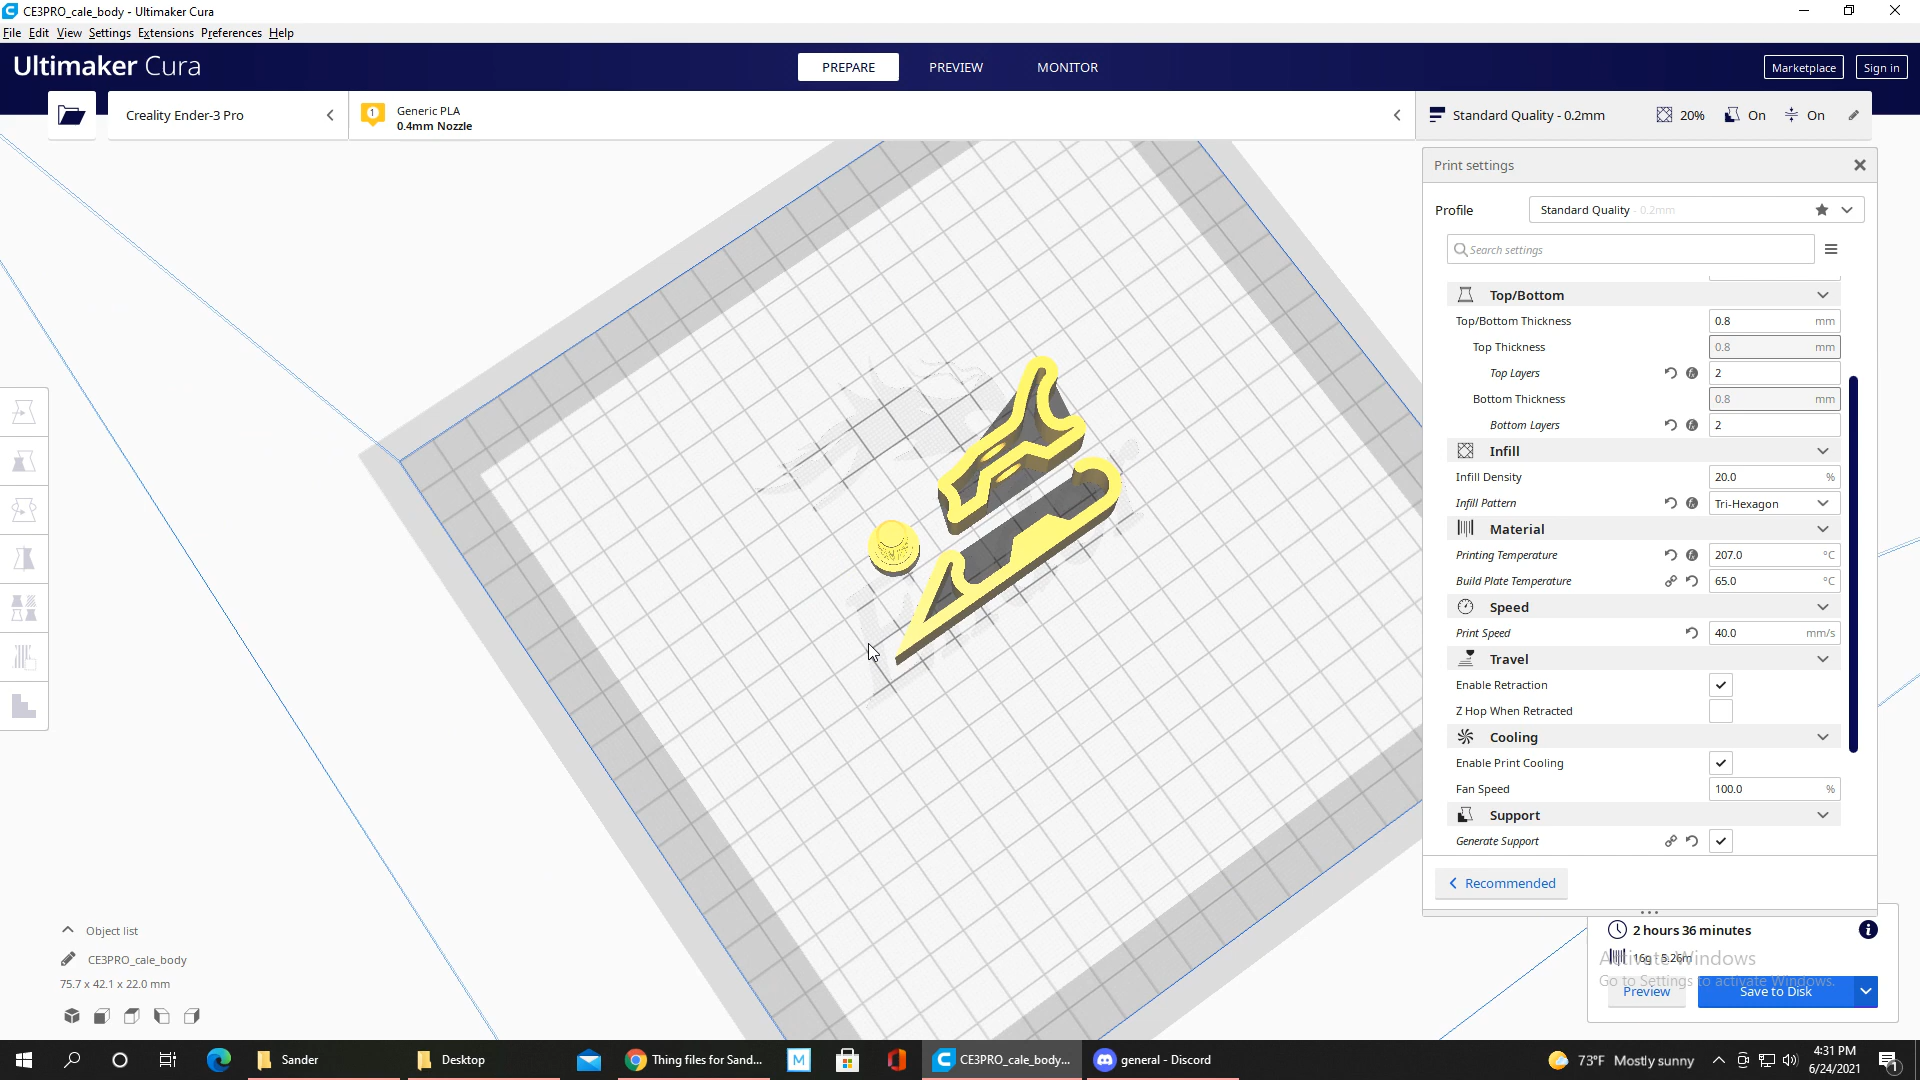 CE3PRO_cale_body - Ultimaker Cura
File Edit View Settings Extensions Preferences Help
Ultimaker Cura
PREPARE
PREVIEW
MONITOR
Marketplace
Sign in
Creality Ender-3 Pro
1
Generic PLA
0.4mm Nozzle
Standard Quality - 0.2mm
20%
On
On
Print settings
Profile
Standard Quality - 0.2mm
Search settings
Top/Bottom
Top/Bottom Thickness 0.8 mm
Top Thickness 0.8 mm
Top Layers 2
Bottom Thickness 0.8 mm
Bottom Layers 2
Infill
Infill Density 20.0 %
Infill Pattern Tri-Hexagon
Material
Printing Temperature 207.0 °C
Build Plate Temperature 65.0 °C
Speed
Print Speed 40.0 mm/s
Travel
Enable Retraction
Z Hop When Retracted
Cooling
Enable Print Cooling
Fan Speed 100.0 %
Support
Generate Support
Recommended
2 hours 36 minutes
16g · 5.26m
Activate Windows
Go to Settings to activate Windows.
Preview
Save to Disk
Object list
CE3PRO_cale_body
75.7 x 42.1 x 22.0 mm
Sander
Desktop
Thing files for Sand...
M
CE3PRO_cale_body...
general - Discord
73°F Mostly sunny
4:31 PM
6/24/2021
1